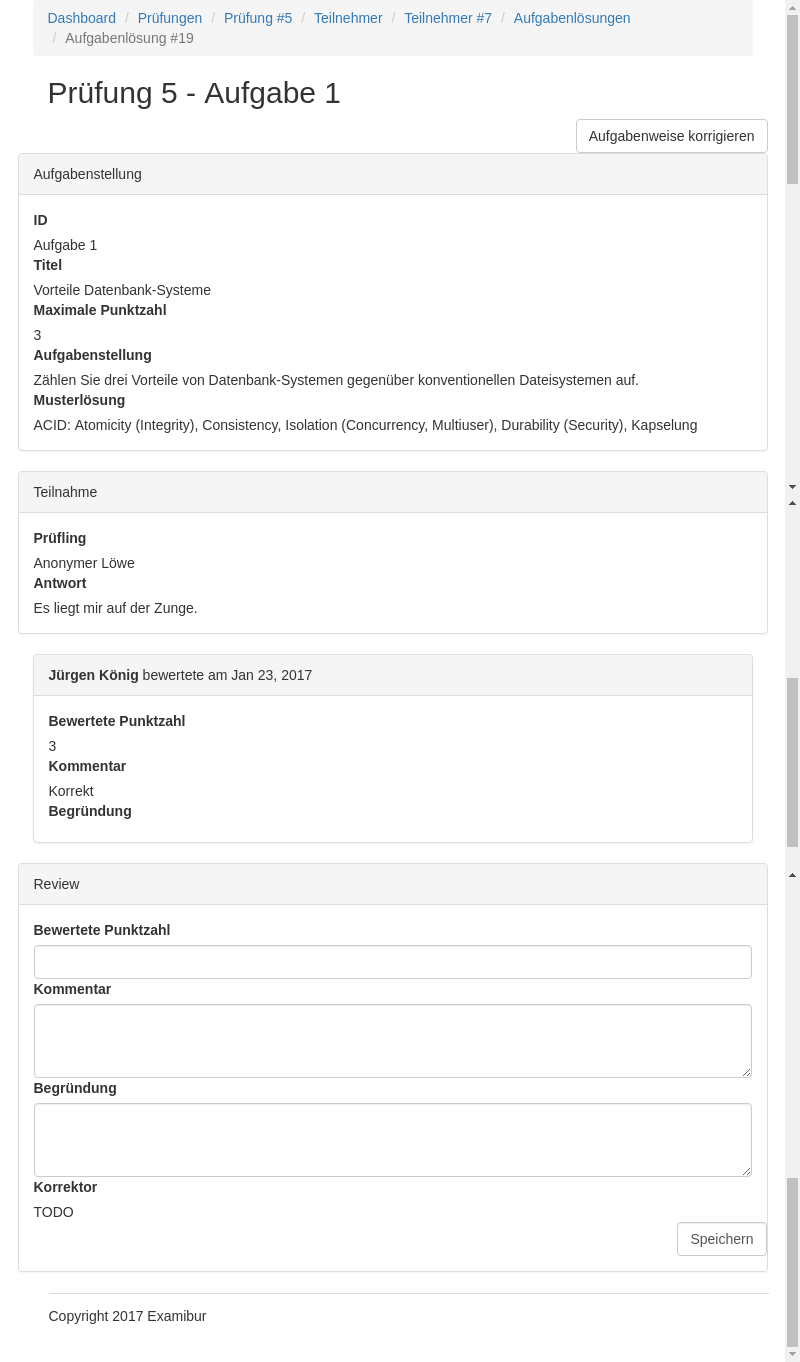 Dashboard / Prüfungen / Prüfung #5 / Teilnehmer / Teilnehmer #7 / Aufgabenlösungen
/ Aufgabenlösung #19
Prüfung 5 - Aufgabe 1
Aufgabenweise korrigieren
Aufgabenstellung
ID
Aufgabe 1
Titel
Vorteile Datenbank-Systeme
Maximale Punktzahl
3
Aufgabenstellung
Zählen Sie drei Vorteile von Datenbank-Systemen gegenüber konventionellen Dateisystemen auf.
Musterlösung
ACID: Atomicity (Integrity), Consistency, Isolation (Concurrency, Multiuser), Durability (Security), Kapselung
Teilnahme
Prüfling
Anonymer Löwe
Antwort
Es liegt mir auf der Zunge.
Jürgen König bewertete am Jan 23, 2017
Bewertete Punktzahl
3
Kommentar
Korrekt
Begründung
Review
Bewertete Punktzahl
Kommentar
Begründung
Korrektor
TODO
Speichern
Copyright 2017 Examibur